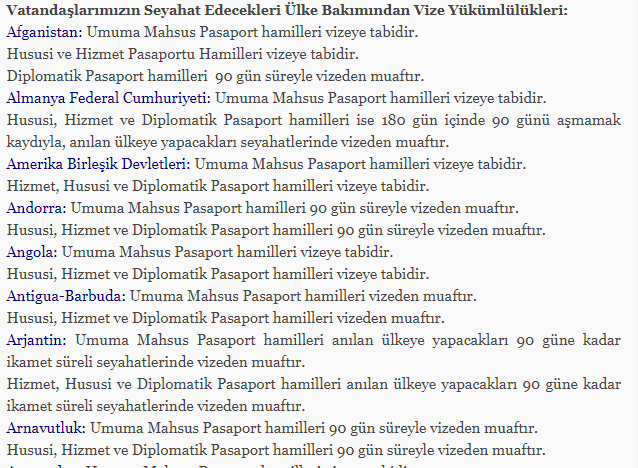 Vatandaşlarımızın Seyahat Edecekleri Ülke Bakımından Vize Yükümlülükleri:
Afganistan: Umuma Mahsus Pasaport hamilleri vizeye tabidir.
Hususi ve Hizmet Pasaportu Hamilleri vizeye tabidir.
Diplomatik Pasaport hamilleri  90 gün süreyle vizeden muaftır.
Almanya Federal Cumhuriyeti: Umuma Mahsus Pasaport hamilleri vizeye tabidir.
Hususi, Hizmet ve Diplomatik Pasaport hamilleri ise 180 gün içinde 90 günü aşmamak
kaydıyla, anılan ülkeye yapacakları seyahatlerinde vizeden muaftır.
Amerika Birleşik Devletleri: Umuma Mahsus Pasaport hamilleri vizeye tabidir.
Hizmet, Hususi ve Diplomatik Pasaport hamilleri vizeye tabidir.
Andorra: Umuma Mahsus Pasaport hamilleri 90 gün süreyle vizeden muaftır.
Hususi, Hizmet ve Diplomatik Pasaport hamilleri 90 gün süreyle vizeden muaftır.
Angola: Umuma Mahsus Pasaport hamilleri vizeye tabidir.
Hususi, Hizmet ve Diplomatik Pasaport hamilleri vizeye tabidir.
Antigua-Barbuda: Umuma Mahsus Pasaport hamilleri vizeden muaftır.
Hususi, Hizmet ve Diplomatik Pasaport hamilleri vizeden muaftır.
Arjantin: Umuma Mahsus Pasaport hamilleri anılan ülkeye yapacakları 90 güne kadar
ikamet süreli seyahatlerinde vizeden muaftır.
Hizmet, Hususi ve Diplomatik Pasaport hamilleri anılan ülkeye yapacakları 90 güne kadar
ikamet süreli seyahatlerinde vizeden muaftır.
Arnavutluk: Umuma Mahsus Pasaport hamilleri 90 gün süreyle vizeden muaftır.
Hususi, Hizmet ve Diplomatik Pasaport hamilleri 90 gün süreyle vizeden muaftır.